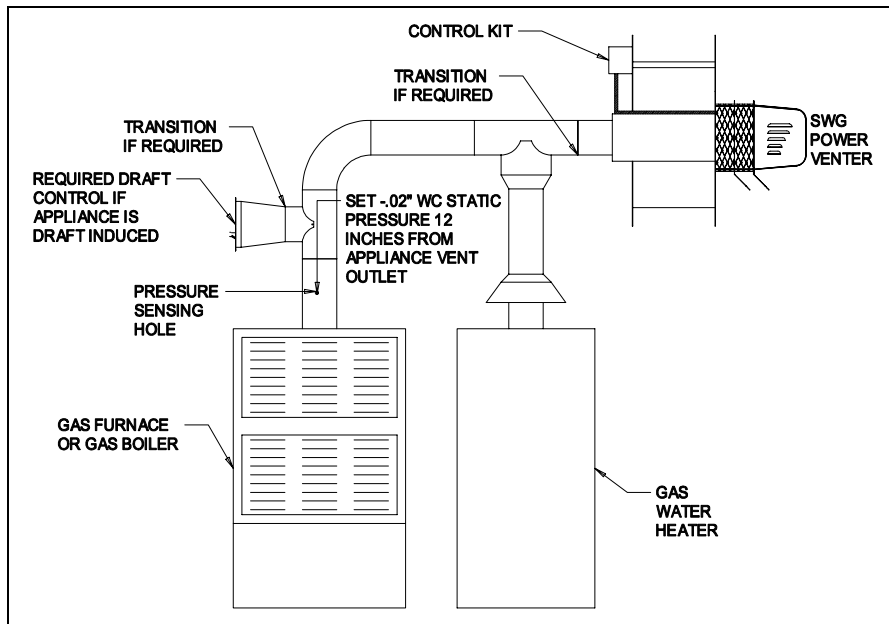 CONTROL KIT
TRANSITION
IF REQUIRED
SWG
POWER
VENTER
TRANSITION
IF REQUIRED
REQUIRED DRAFT
CONTROL IF
APPLIANCE IS
DRAFT INDUCED
SET -.02" WC STATIC
PRESSURE 12
INCHES FROM
APPLIANCE VENT
OUTLET
PRESSURE
SENSING
HOLE
GAS FURNACE
OR GAS BOILER
GAS
WATER
HEATER